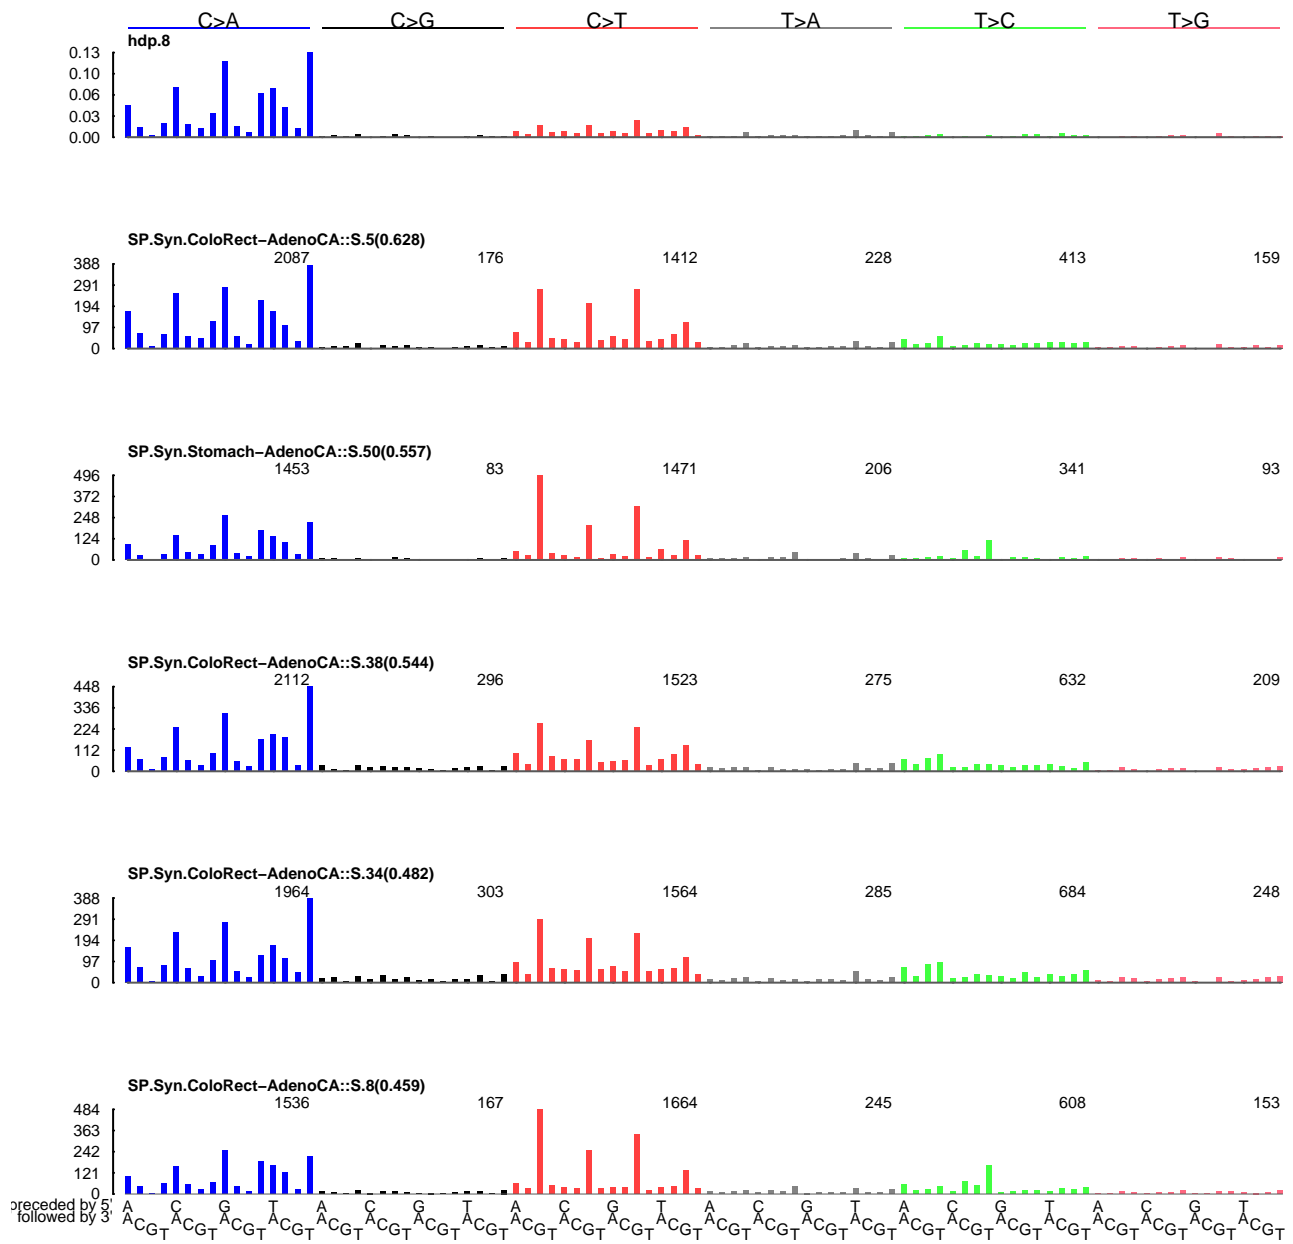 C>A C>G C>T T>A T>C T>G
hdp.8
0.13
0.10
0.06
0.03
0.00
SP.Syn.ColoRect−AdenoCA::S.5(0.628)
2087 176 1412 228 413 159
388
291
194
97
0
SP.Syn.Stomach−AdenoCA::S.50(0.557)
1453 83 1471 206 341 93
496
372
248
124
0
SP.Syn.ColoRect−AdenoCA::S.38(0.544)
2112 296 1523 275 632 209
448
336
224
112
0
SP.Syn.ColoRect−AdenoCA::S.34(0.482)
1964 303 1564 285 684 248
388
291
194
97
0
SP.Syn.ColoRect−AdenoCA::S.8(0.459)
1536 167 1664 245 608 153
484
363
242
121
0
preceded by 5' A C G T A C G T A C G T A C G T A C G T A C G T
followed by 3' A C G T A C G T A C G T A C G T A C G T A C G T A C G T A C G T A C G T A C G T A C G T A C G T A C G T A C G T A C G T A C G T A C G T A C G T A C G T A C G T A C G T A C G T A C G T A C G T